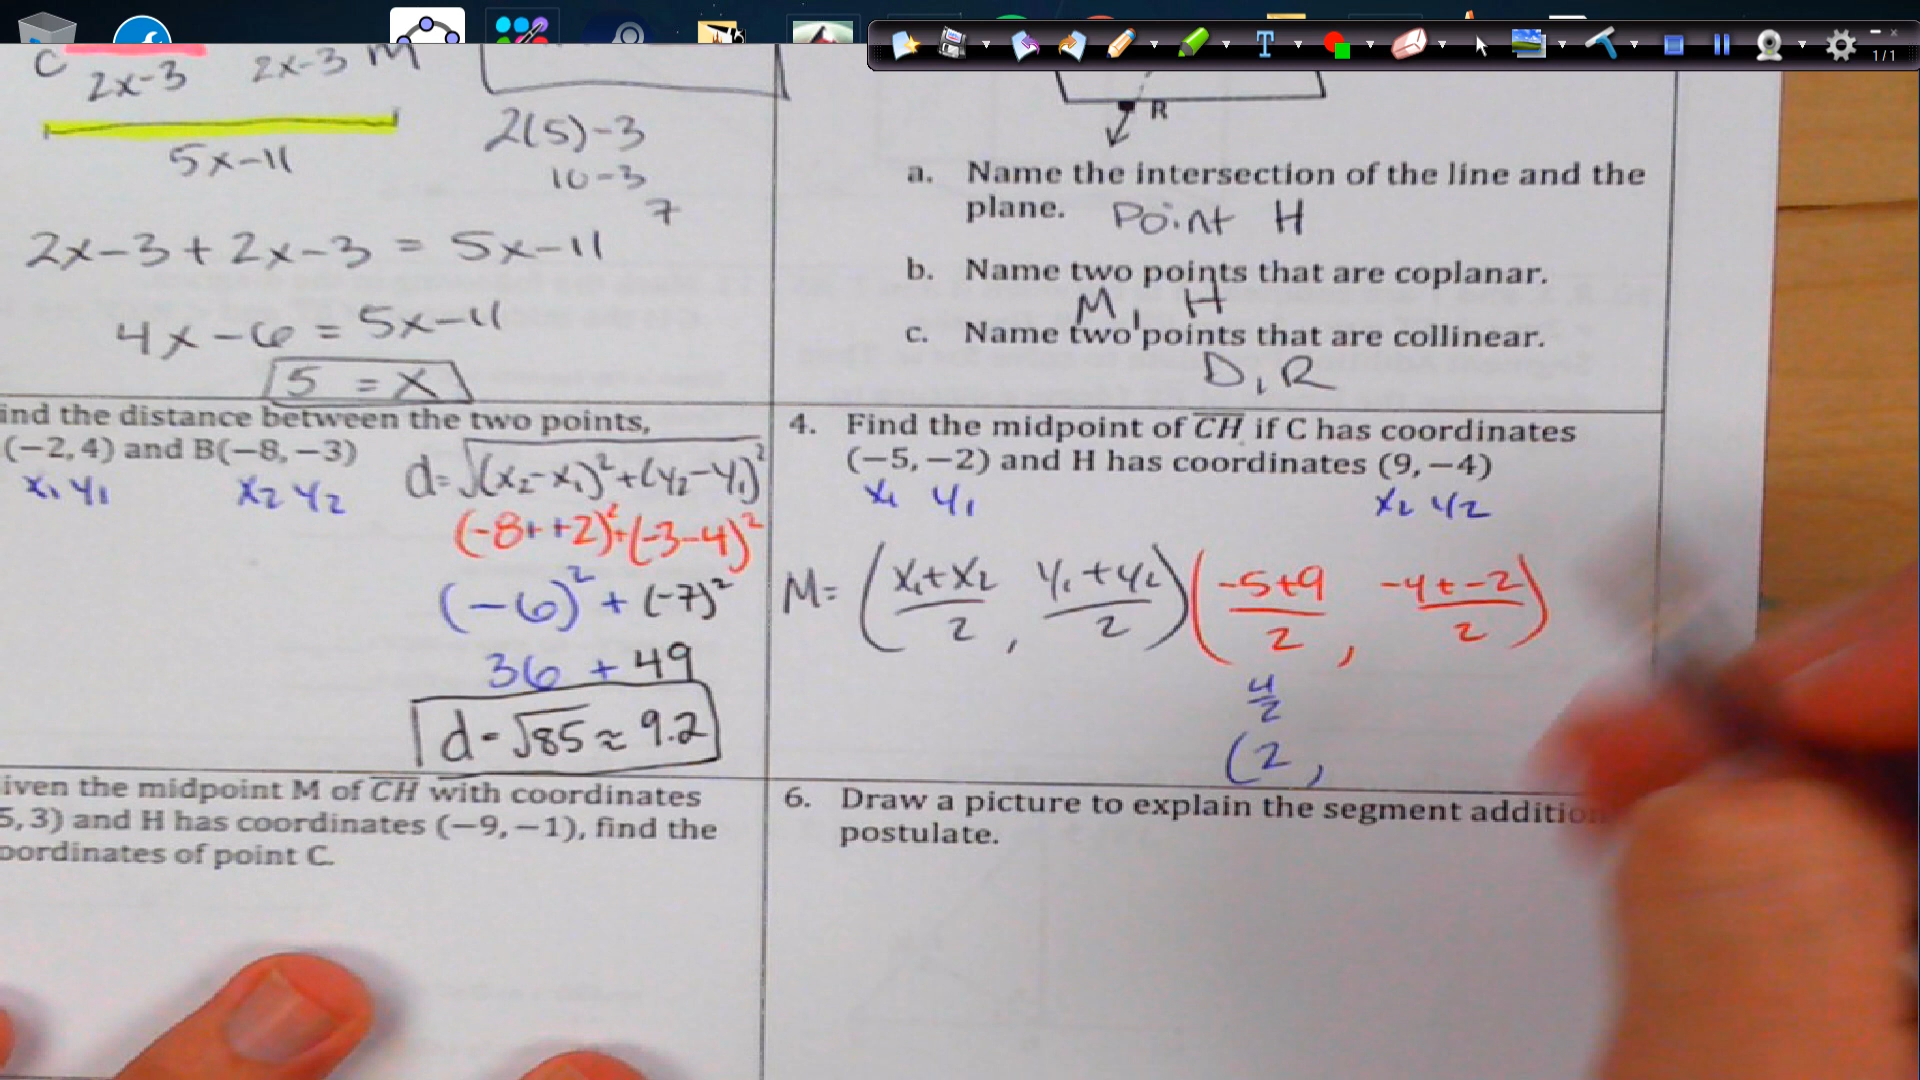 1/1
C 2x-3 2x-3 M
5x-11
2(5)-3
10-3
7
2x-3+2x-3 = 5x-11
4x-6 = 5x-11
5 = x
R
a. Name the intersection of the line and the
plane. Point H
b. Name two points that are coplanar.
M, H
c. Name two points that are collinear.
D, R
ind the distance between the two points,
(−2,4) and B(−8,−3)
x₁ y₁ x₂ y₂
d=√(x₂-x₁)²+(y₂-y₁)²
(-8++2)²+(-3-4)²
(-6)²+(-7)²
36 + 49
d=√85≈9.2
4. Find the midpoint of CH if C has coordinates
(−5,−2) and H has coordinates (9,−4)
x₁ y₁ x₂ y₂
M= (x₁+x₂/2, y₁+y₂/2) (-5+9/2, -4+-2/2)
4/2
(2,
iven the midpoint M of CH with coordinates
5,3) and H has coordinates (−9,−1), find the
oordinates of point C.
6. Draw a picture to explain the segment addition
postulate.